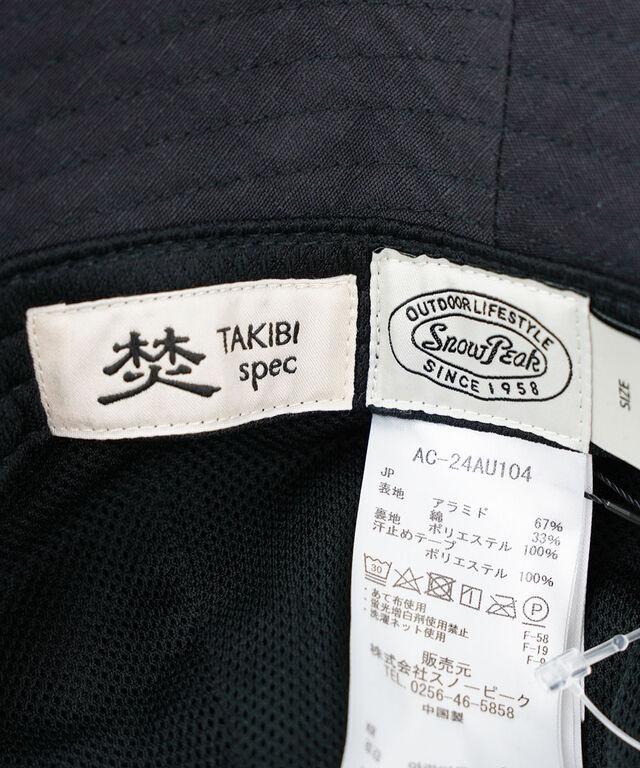 焚
TAKIBI
spec
OUTDOOR LIFESTYLE
Snow Peak
SINCE 1958
SIZE
AC-24AU104
JP
表地 アラミド 67%
綿 33%
裏地 ポリエステル 100%
汗止めテープ
ポリエステル 100%
30
P
・あて布使用
・蛍光増白剤使用禁止
・洗濯ネット使用
F-58
F-19
販売元
株式会社スノーピーク
TEL. 0256-46-5858
中国製